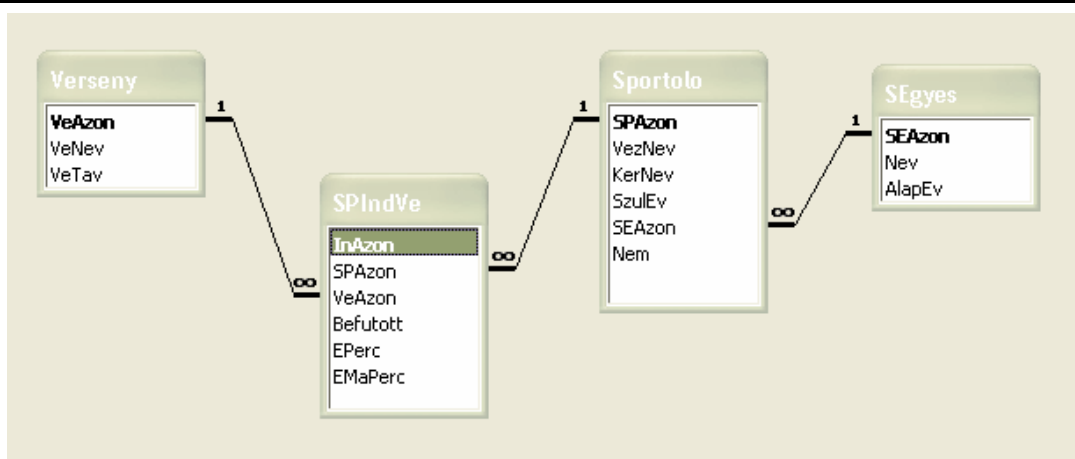 Verseny
VeAzon
VeNev
VeTav
1
∞
SPIndVe
InAzon
SPAzon
VeAzon
Befutott
EPerc
EMaPerc
∞
1
Sportolo
SPAzon
VezNev
KerNev
SzulEv
SEAzon
Nem
∞
1
SEgyes
SEAzon
Nev
AlapEv